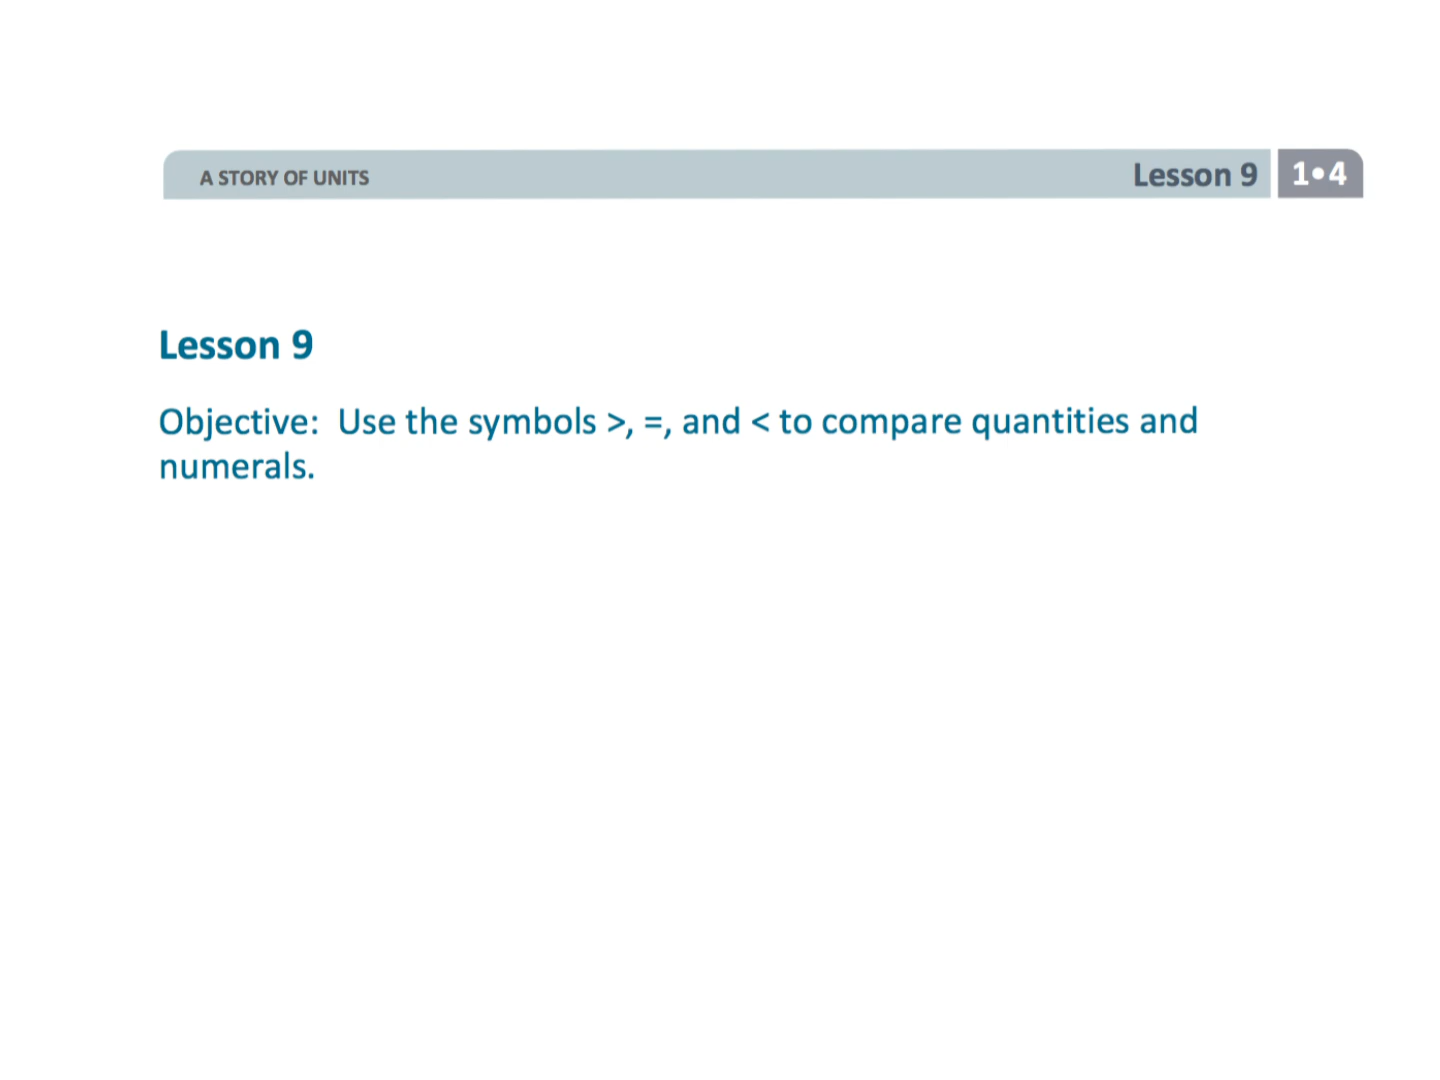 A STORY OF UNITS
Lesson 9
1•4
Lesson 9
Objective:  Use the symbols >, =, and < to compare quantities and
numerals.